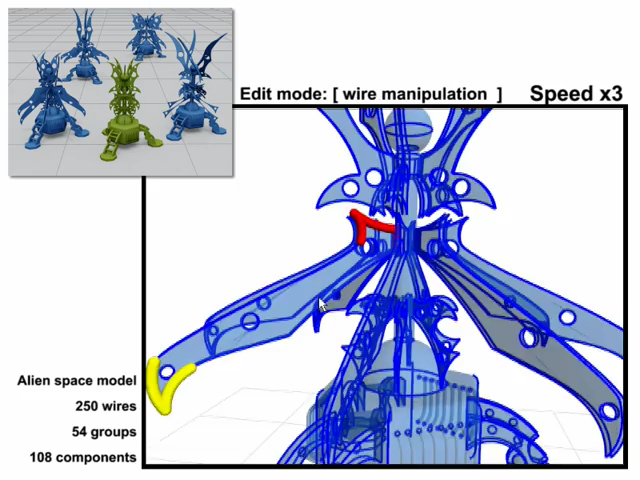 Edit mode: [ wire manipulation  ] Speed x3
Alien space model
250 wires
54 groups
108 components